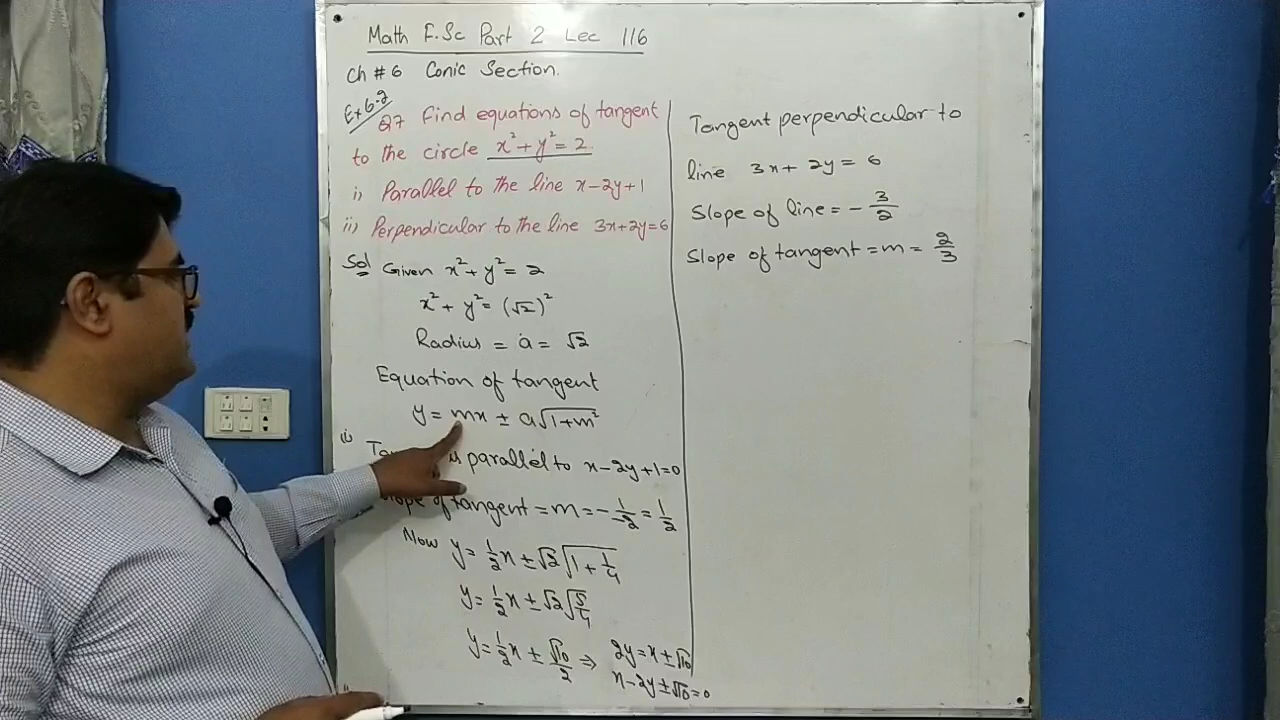 Math F.Sc Part 2 Lec 116
Ch # 6 Conic Section.
Ex 6.2
Q7 Find equations of tangent
to the circle x² + y² = 2.
i) Parallel to the line x - 2y + 1
ii) Perpendicular to the line 3x + 2y = 6
Sol Given x² + y² = 2
x² + y² = (√2)²
Radius = a = √2
Equation of tangent
y = mx ± a√(1+m²)
i)
is parallel to x - 2y + 1 = 0
Slope of tangent = m = -1/-2 = 1/2
Now y = 1/2 x ± √2 √(1 + 1/4)
y = 1/2 x ± √2 √(5/4)
y = 1/2 x ± √10/2 ⇒ 2y = x ± √10
x - 2y ± √10 = 0
Tangent perpendicular to
line 3x + 2y = 6
Slope of line = - 3/2
Slope of tangent = m = 2/3